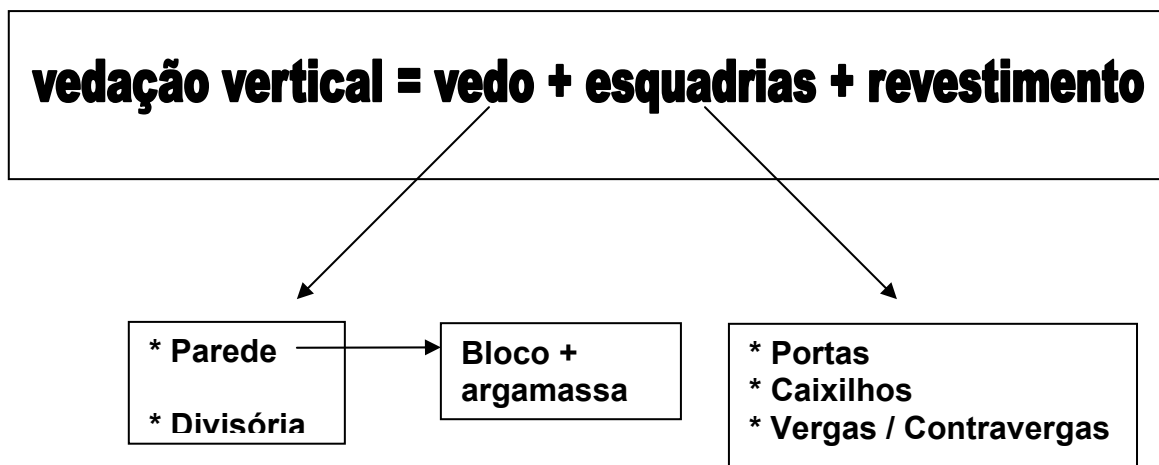 vedação vertical = vedo + esquadrias + revestimento
* Parede
* Divisória
Bloco +
argamassa
* Portas
* Caixilhos
* Vergas / Contravergas